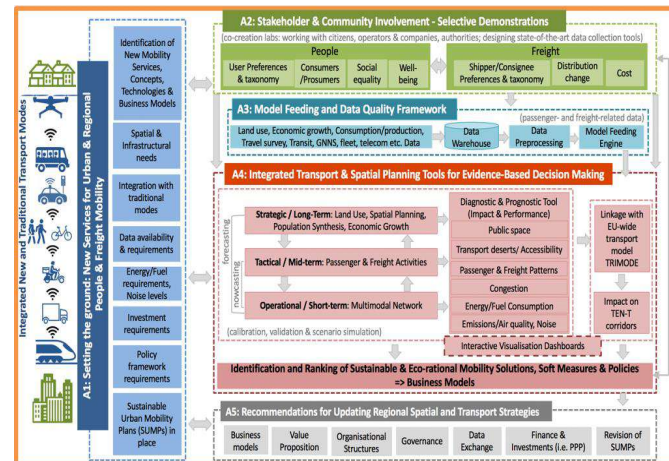 Integrated New and Traditional Transport Modes
A1: Setting the ground: New Services for Urban & Regional
People & Freight Mobility
Identification of
New Mobility
Services,
Concepts,
Technologies &
Business Models
Spatial &
Infrastructural
needs
Integration with
traditional
modes
Data availability
& requirements
Energy/Fuel
requirements,
Noise levels
Investment
requirements
Policy
framework
requirements
Sustainable
Urban Mobility
Plans (SUMPs) in
place
A2: Stakeholder & Community Involvement - Selective Demonstrations
(co-creation labs: working with citizens, operators & companies, authorities; designing state-of-the-art data collection tools)
People
User Preferences
& taxonomy
Consumers
/Prosumers
Social
equality
Well-
being
Freight
Shipper/Consignee
Preferences & taxonomy
Distribution
change
Cost
A3: Model Feeding and Data Quality Framework
(passenger- and freight-related data)
Land use, Economic growth, Consumption/production,
Travel survey, Transit, GNNS, fleet, telecom etc. Data
Data
Warehouse
Data
Preprocessing
Model Feeding
Engine
A4: Integrated Transport & Spatial Planning Tools for Evidence-Based Decision Making
forecasting
nowcasting
Strategic / Long-Term: Land Use, Spatial Planning,
Population Synthesis, Economic Growth
Tactical / Mid-term: Passenger & Freight Activities
Operational / Short-term: Multimodal Network
(calibration, validation & scenario simulation)
Diagnostic & Prognostic Tool
(Impact & Performance)
Public space
Transport deserts/ Accessibility
Passenger & Freight Patterns
Congestion
Energy/Fuel Consumption
Emissions/Air quality, Noise
Linkage with
EU-wide
transport model
TRIMODE
Impact on
TEN-T
corridors
Interactive Visualisation Dashboards
Identification and Ranking of Sustainable & Eco-rational Mobility Solutions, Soft Measures & Policies
=> Business Models
A5: Recommendations for Updating Regional Spatial and Transport Strategies
Business
models
Value
Proposition
Organisational
Structures
Governance
Data
Exchange
Finance &
Investments (i.e. PPP)
Revision of
SUMPs